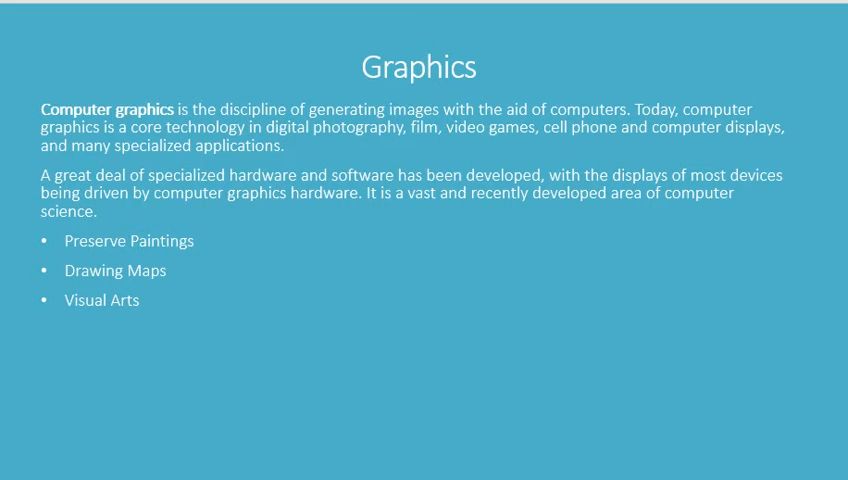 Graphics
Computer graphics is the discipline of generating images with the aid of computers. Today, computer
graphics is a core technology in digital photography, film, video games, cell phone and computer displays,
and many specialized applications.
A great deal of specialized hardware and software has been developed, with the displays of most devices
being driven by computer graphics hardware. It is a vast and recently developed area of computer
science.
• Preserve Paintings
• Drawing Maps
• Visual Arts